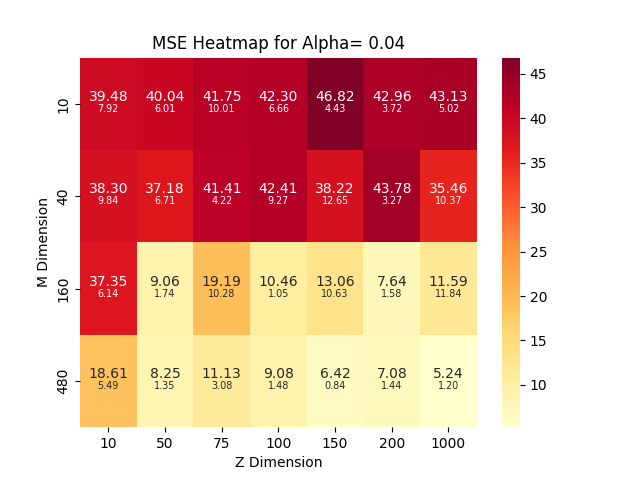 MSE Heatmap for Alpha= 0.04
39.48 40.04 41.75 42.30 46.82 42.96 43.13
7.92 6.01 10.01 6.66 4.43 3.72 5.02
38.30 37.18 41.41 42.41 38.22 43.78 35.46
9.84 6.71 4.22 9.27 12.65 3.27 10.37
37.35 9.06 19.19 10.46 13.06 7.64 11.59
6.14 1.74 10.28 1.05 10.63 1.58 11.84
18.61 8.25 11.13 9.08 6.42 7.08 5.24
5.49 1.35 3.08 1.48 0.84 1.44 1.20
10
40
160
480
M Dimension
10 50 75 100 150 200 1000
Z Dimension
45
40
35
30
25
20
15
10